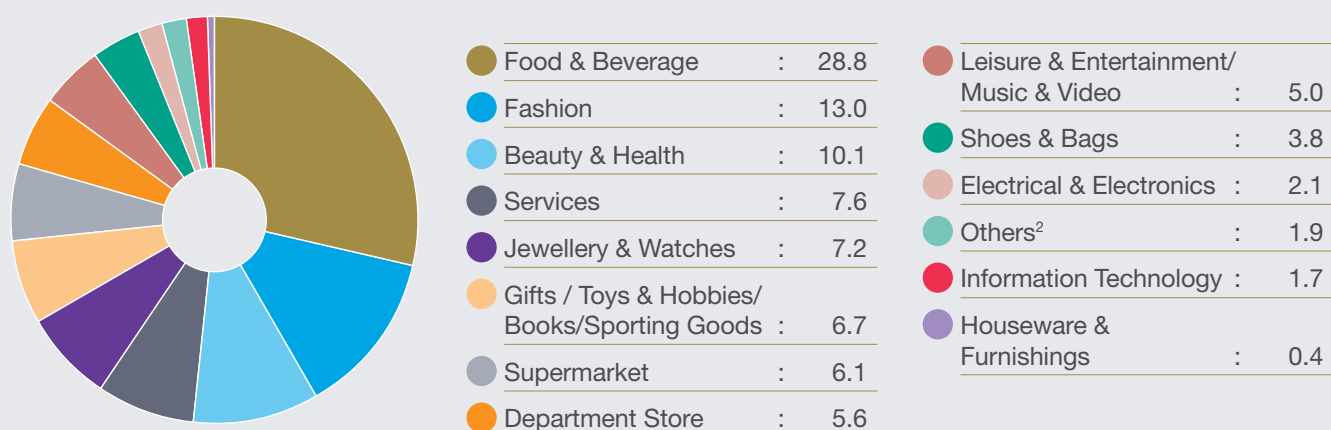 Food & Beverage : 28.8
Fashion : 13.0
Beauty & Health : 10.1
Services : 7.6
Jewellery & Watches : 7.2
Gifts / Toys & Hobbies/
Books/Sporting Goods : 6.7
Supermarket : 6.1
Department Store : 5.6
Leisure & Entertainment/
Music & Video : 5.0
Shoes & Bags : 3.8
Electrical & Electronics : 2.1
Others² : 1.9
Information Technology : 1.7
Houseware &
Furnishings : 0.4